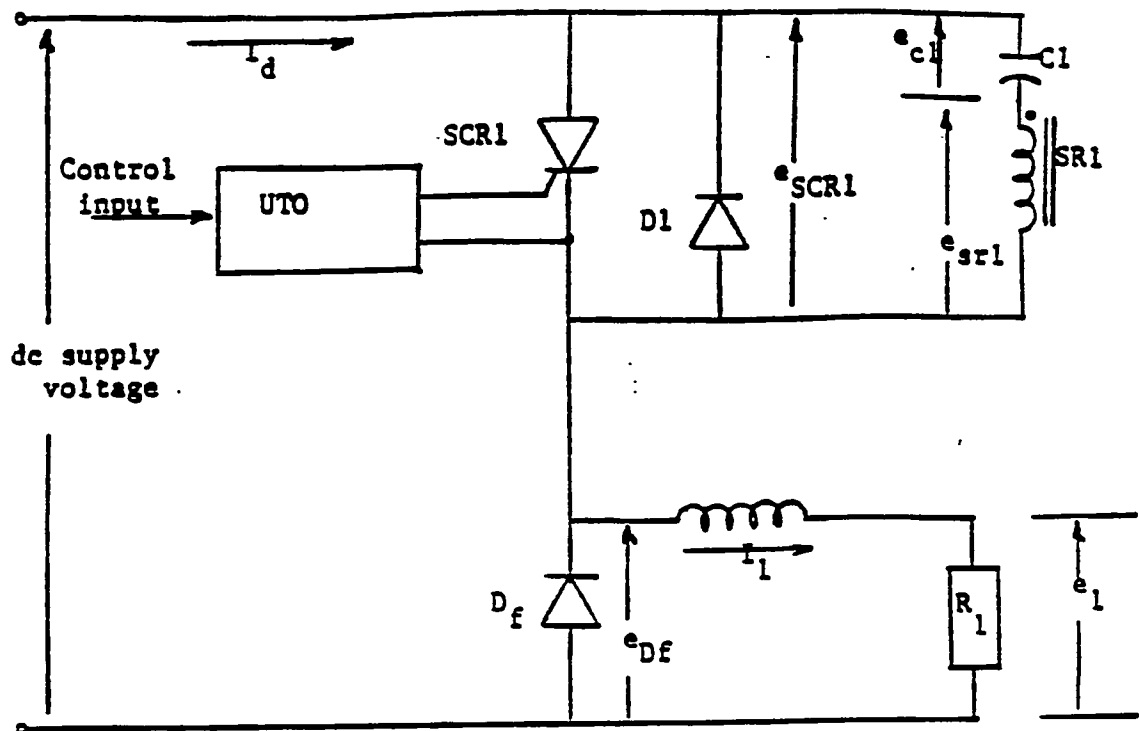 I_d
e_c1
C1
SCR1
SR1
Control
input
UTO
e_SCR1
D1
e_sr1
dc supply
voltage
I_1
D_f
e_Df
R_1
e_1